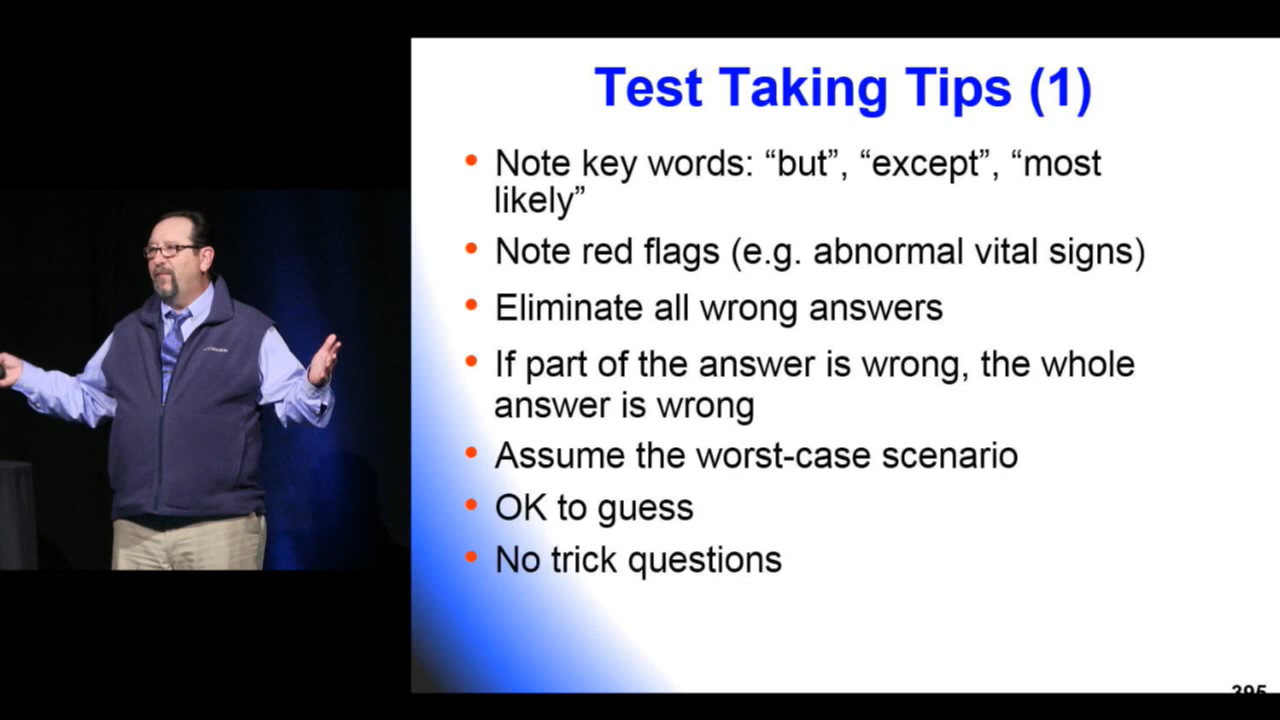 Test Taking Tips (1)
• Note key words: “but”, “except”, “most
likely”
• Note red flags (e.g. abnormal vital signs)
• Eliminate all wrong answers
• If part of the answer is wrong, the whole
answer is wrong
• Assume the worst-case scenario
• OK to guess
• No trick questions
395